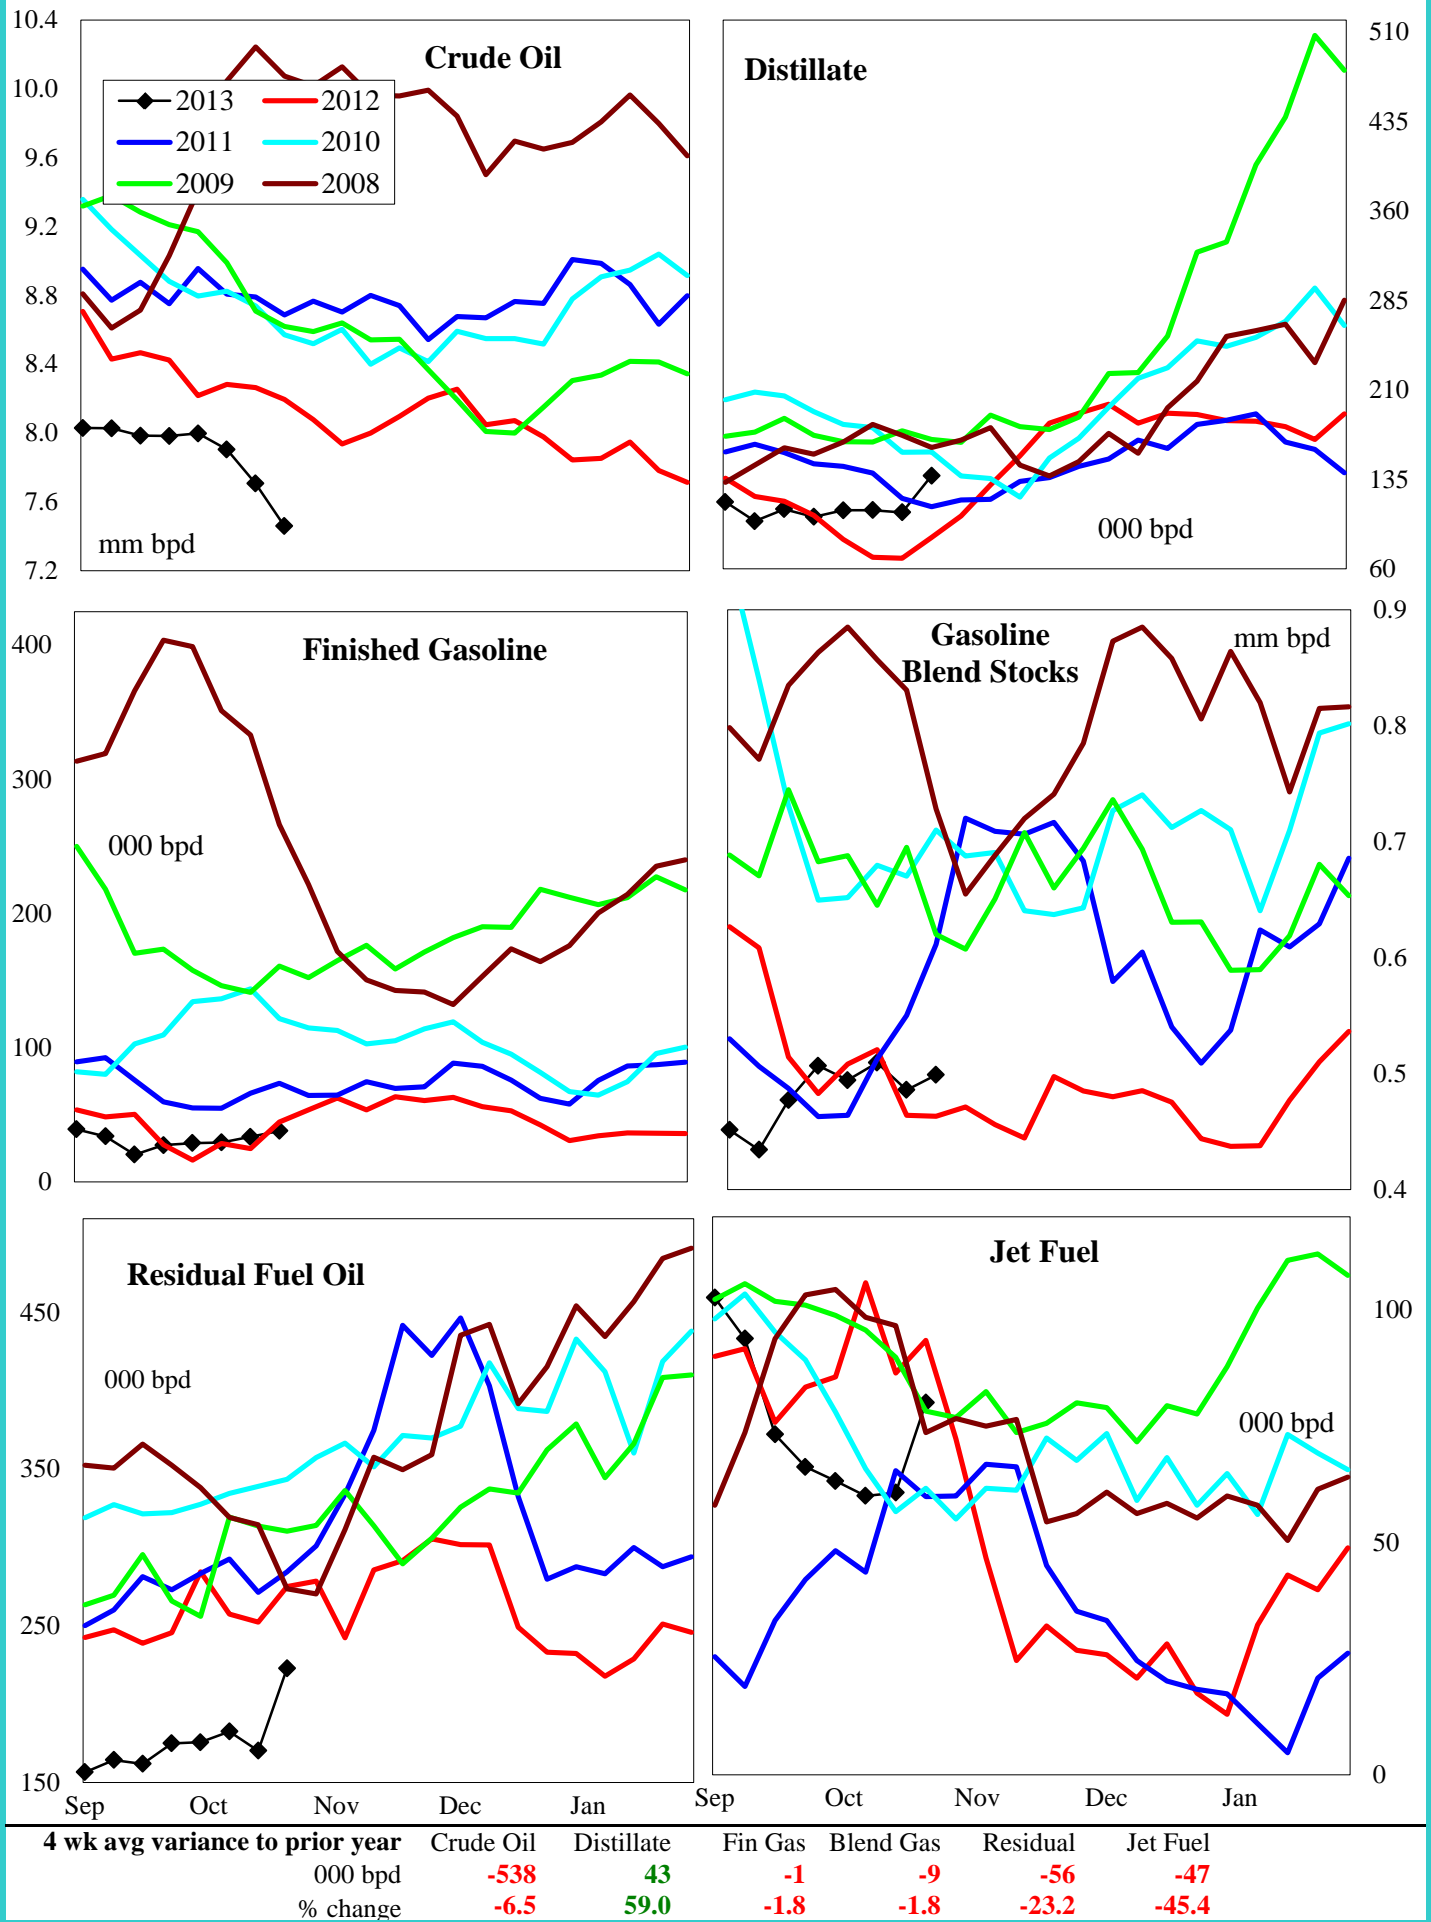 Crude Oil
10.4
10.0
9.6
9.2
8.8
8.4
8.0
7.6
7.2
2013 2012
2011 2010
2009 2008
mm bpd
Distillate
510
435
360
285
210
135
60
000 bpd
Finished Gasoline
400
300
200
100
0
000 bpd
Gasoline
Blend Stocks
mm bpd
0.9
0.8
0.7
0.6
0.5
0.4
Residual Fuel Oil
450
350
250
150
000 bpd
Sep Oct Nov Dec Jan
Jet Fuel
100
50
0
000 bpd
Sep Oct Nov Dec Jan
4 wk avg variance to prior year Crude Oil Distillate Fin Gas Blend Gas Residual Jet Fuel
000 bpd -538 43 -1 -9 -56 -47
% change -6.5 59.0 -1.8 -1.8 -23.2 -45.4